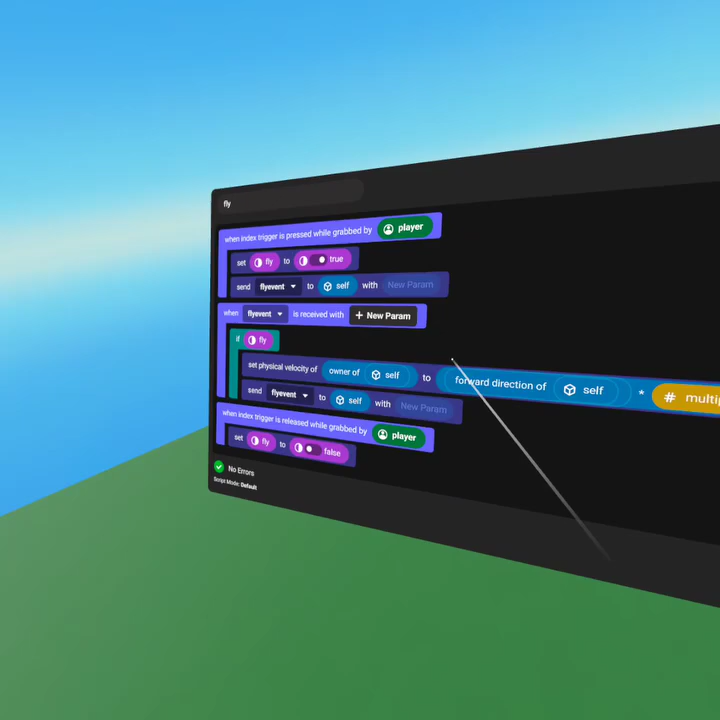 fly
when index trigger is pressed while grabbed by player
set fly to true
send flyevent to self with New Param
when flyevent is received with + New Param
if fly
set physical velocity of owner of self to forward direction of self * #
send flyevent to self with New Param
when index trigger is released while grabbed by player
set fly to false
No Errors
Script Mode: Default